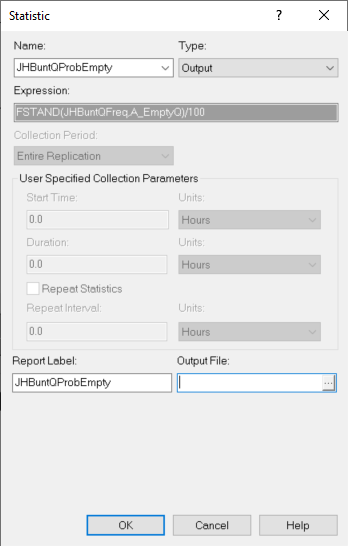 Statistic
? ×
Name: Type:
JHBuntQProbEmpty Output
Expression:
FSTAND(JHBuntQFreq,A_EmptyQ)/100
Collection Period:
Entire Replication
User Specified Collection Parameters
Start Time: Units:
0.0 Hours
Duration: Units:
0.0 Hours
Repeat Statistics
Repeat Interval: Units:
0.0 Hours
Report Label: Output File:
JHBuntQProbEmpty ...
OK Cancel Help